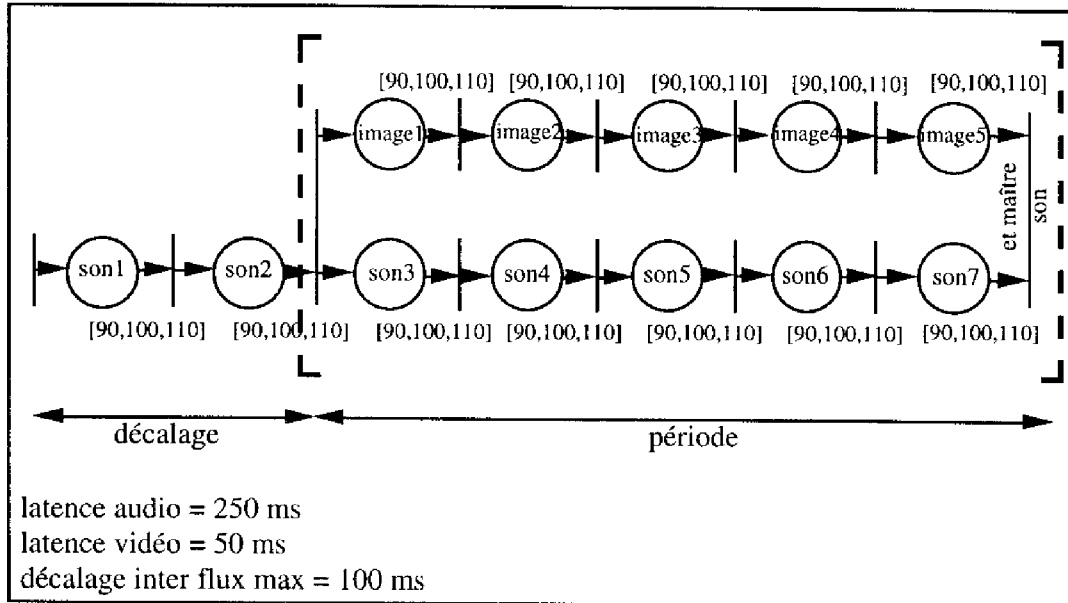 [90,100,110] [90,100,110] [90,100,110] [90,100,110] [90,100,110]
image1 image2 image3 image4 image5
et maître
son
son1 son2 son3 son4 son5 son6 son7
[90,100,110] [90,100,110] [90,100,110] [90,100,110] [90,100,110] [90,100,110] [90,100,110]
décalage période
latence audio = 250 ms
latence vidéo = 50 ms
décalage inter flux max = 100 ms